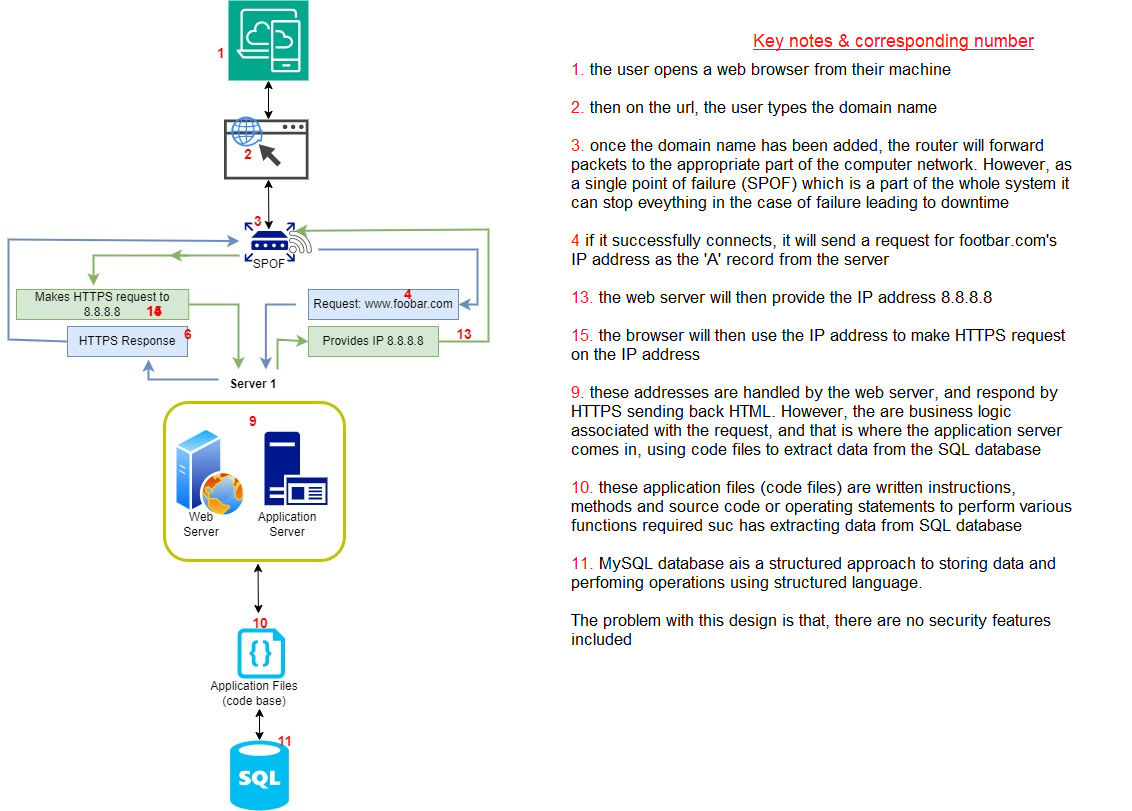 1
2
3
SPOF
Makes HTTPS request to
8.8.8.8
HTTPS Response
6
4
Request: www.foobar.com
Provides IP 8.8.8.8
13
Server 1
9
Web
Server
Application
Server
10
Application Files
(code base)
11
SQL
Key notes & corresponding number
1. the user opens a web browser from their machine
2. then on the url, the user types the domain name
3. once the domain name has been added, the router will forward
packets to the appropriate part of the computer network. However, as
a single point of failure (SPOF) which is a part of the whole system it
can stop eveything in the case of failure leading to downtime
4 if it successfully connects, it will send a request for footbar.com's
IP address as the 'A' record from the server
13. the web server will then provide the IP address 8.8.8.8
15. the browser will then use the IP address to make HTTPS request
on the IP address
9. these addresses are handled by the web server, and respond by
HTTPS sending back HTML. However, the are business logic
associated with the request, and that is where the application server
comes in, using code files to extract data from the SQL database
10. these application files (code files) are written instructions,
methods and source code or operating statements to perform various
functions required suc has extracting data from SQL database
11. MySQL database ais a structured approach to storing data and
perfoming operations using structured language.
The problem with this design is that, there are no security features
included